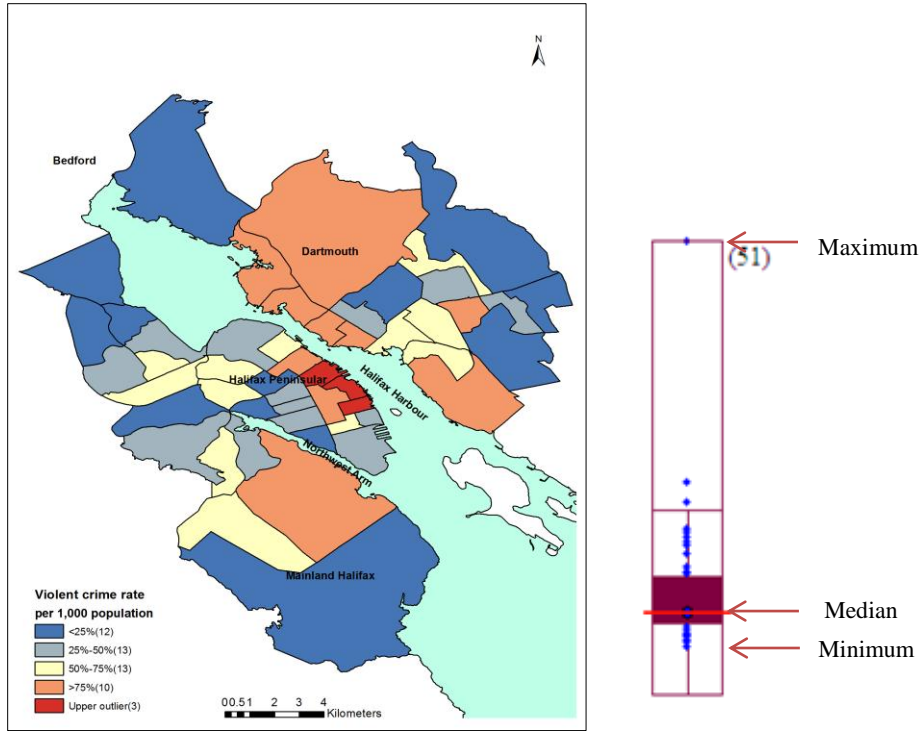 N
Bedford
Dartmouth
Halifax Peninsular
Halifax Harbour
Northwest Arm
Mainland Halifax
Violent crime rate
per 1,000 population
<25%(12)
25%-50%(13)
50%-75%(13)
>75%(10)
Upper outlier(3)
0 0.5 1 2 3 4
Kilometers
Maximum
(51)
Median
Minimum